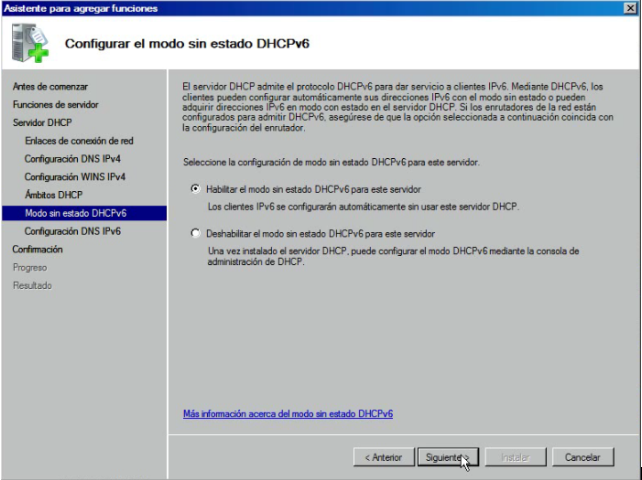 Asistente para agregar funciones
Configurar el modo sin estado DHCPv6
Antes de comenzar
Funciones de servidor
Servidor DHCP
Enlaces de conexión de red
Configuración DNS IPv4
Configuración WINS IPv4
Ámbitos DHCP
Modo sin estado DHCPv6
Configuración DNS IPv6
Confirmación
Progreso
Resultado
El servidor DHCP admite el protocolo DHCPv6 para dar servicio a clientes IPv6. Mediante DHCPv6, los
clientes pueden configurar automáticamente sus direcciones IPv6 con el modo sin estado o pueden
adquirir direcciones IPv6 en modo con estado en el servidor DHCP. Si los enrutadores de la red están
configurados para admitir DHCPv6, asegúrese de que la opción seleccionada a continuación coincida con
la configuración del enrutador.
Seleccione la configuración de modo sin estado DHCPv6 para este servidor.
Habilitar el modo sin estado DHCPv6 para este servidor
Los clientes IPv6 se configurarán automáticamente sin usar este servidor DHCP.
Deshabilitar el modo sin estado DHCPv6 para este servidor
Una vez instalado el servidor DHCP, puede configurar el modo DHCPv6 mediante la consola de
administración de DHCP.
Más información acerca del modo sin estado DHCPv6
< Anterior
Siguiente >
Instalar
Cancelar